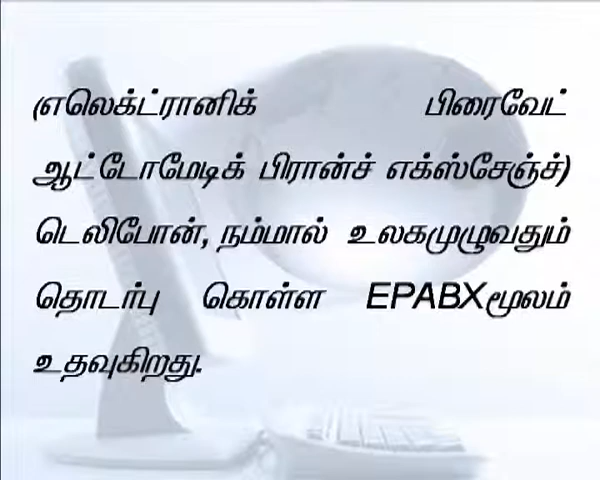 (எலெக்ட்ரானிக் பிரைவேட்
ஆட்டோமேடிக் பிரான்ச் எக்ஸ்சேஞ்ச்)
டெலிபோன், நம்மால் உலகமுழுவதும்
தொடர்பு கொள்ள EPABXமூலம்
உதவுகிறது.